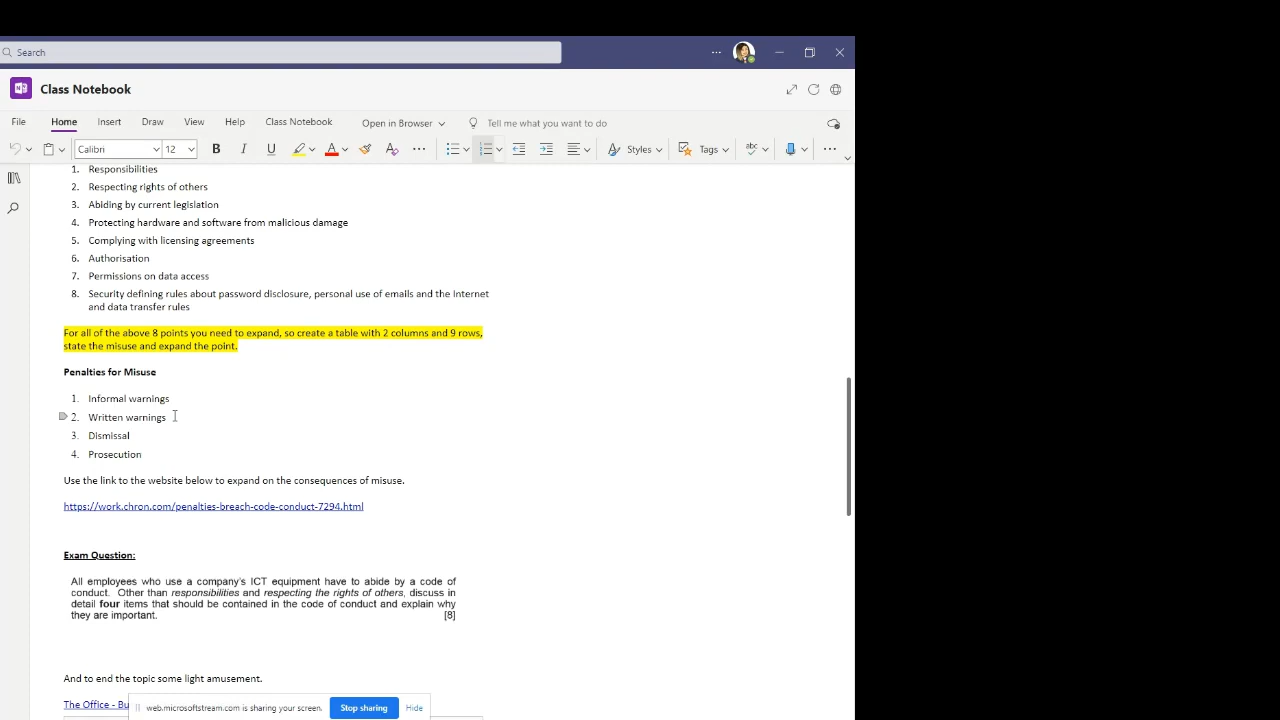 Search
Class Notebook
File Home Insert Draw View Help Class Notebook Open in Browser Tell me what you want to do
Calibri 12 B I U A Styles Tags abc
1. Responsibilities
2. Respecting rights of others
3. Abiding by current legislation
4. Protecting hardware and software from malicious damage
5. Complying with licensing agreements
6. Authorisation
7. Permissions on data access
8. Security defining rules about password disclosure, personal use of emails and the Internet
and data transfer rules
For all of the above 8 points you need to expand, so create a table with 2 columns and 9 rows,
state the misuse and expand the point.
Penalties for Misuse
1. Informal warnings
2. Written warnings
3. Dismissal
4. Prosecution
Use the link to the website below to expand on the consequences of misuse.
https://work.chron.com/penalties-breach-code-conduct-7294.html
Exam Question:
All employees who use a company's ICT equipment have to abide by a code of
conduct. Other than responsibilities and respecting the rights of others, discuss in
detail four items that should be contained in the code of conduct and explain why
they are important. [8]
And to end the topic some light amusement.
The Office - Bu
web.microsoftstream.com is sharing your screen. Stop sharing Hide